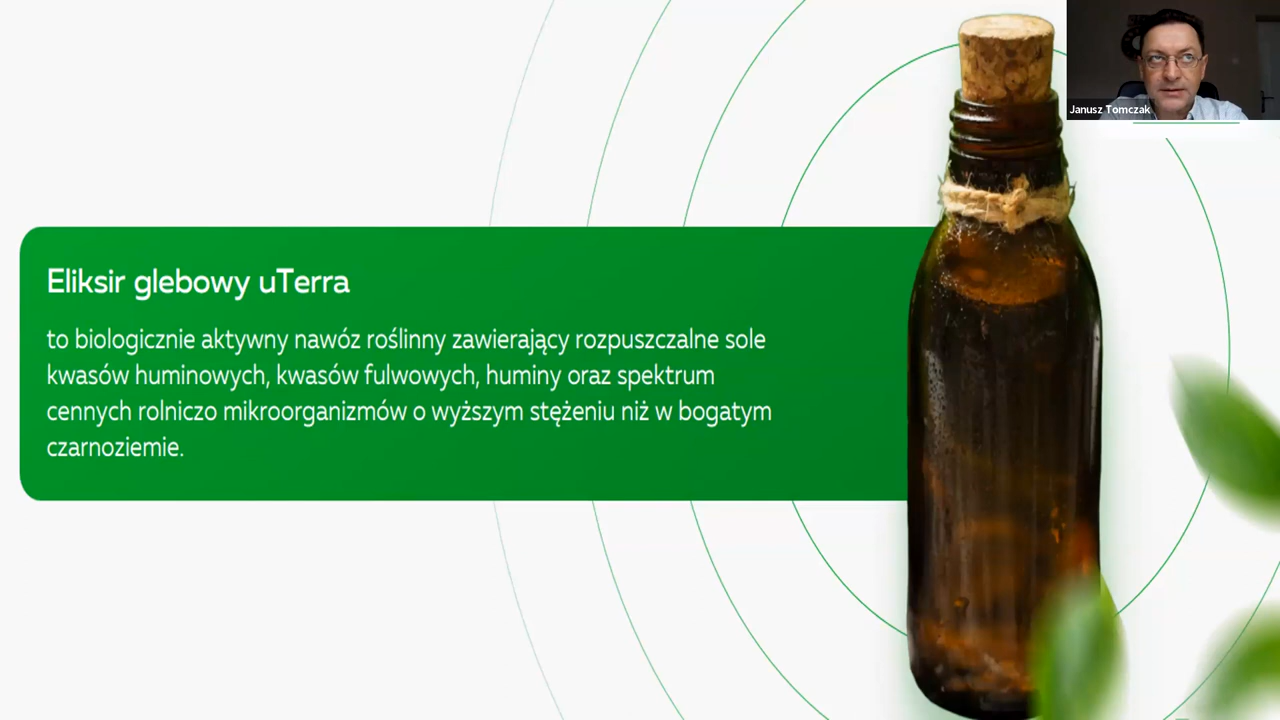 Janusz Tomczak
Eliksir glebowy uTerra
to biologicznie aktywny nawóz roślinny zawierający rozpuszczalne sole
kwasów huminowych, kwasów fulwowych, huminy oraz spektrum
cennych rolniczo mikroorganizmów o wyższym stężeniu niż w bogatym
czarnoziemie.